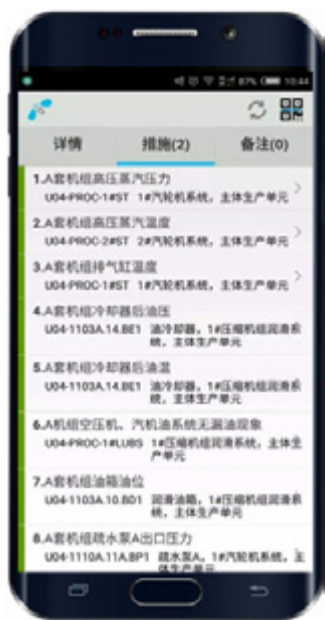 87% 10:44
详情 措施(2) 备注(0)
1.A套机组高压蒸汽压力
U04-PROC-1#ST 1#汽轮机系统，主体生产单元
2.A套机组高压蒸汽温度
U04-PROC-2#ST 2#汽轮机系统，主体生产单元
3.A套机组排气缸温度
U04-PROC-1#ST 1#汽轮机系统，主体生产单元
4.A套机组冷却器后油压
U04-1103A.14.BE1 油冷却器，1#压缩机组润滑系
统，主体生产单元
5.A套机组冷却器后油温
U04-1103A.14.BE1 油冷却器，1#压缩机组润滑系
统，主体生产单元
6.A机组空压机、汽机油系统无漏油现象
U04-PROC-1#LUBS 1#压缩机组润滑系统，主体生
产单元
7.A套机组油箱油位
U04-1103A.10.BD1 润滑油箱，1#压缩机组润滑系
统，主体生产单元
8.A套机组疏水泵A出口压力
U04-1110A.11A.BP1 疏水泵A，1#汽轮机系统，主
体生产单元